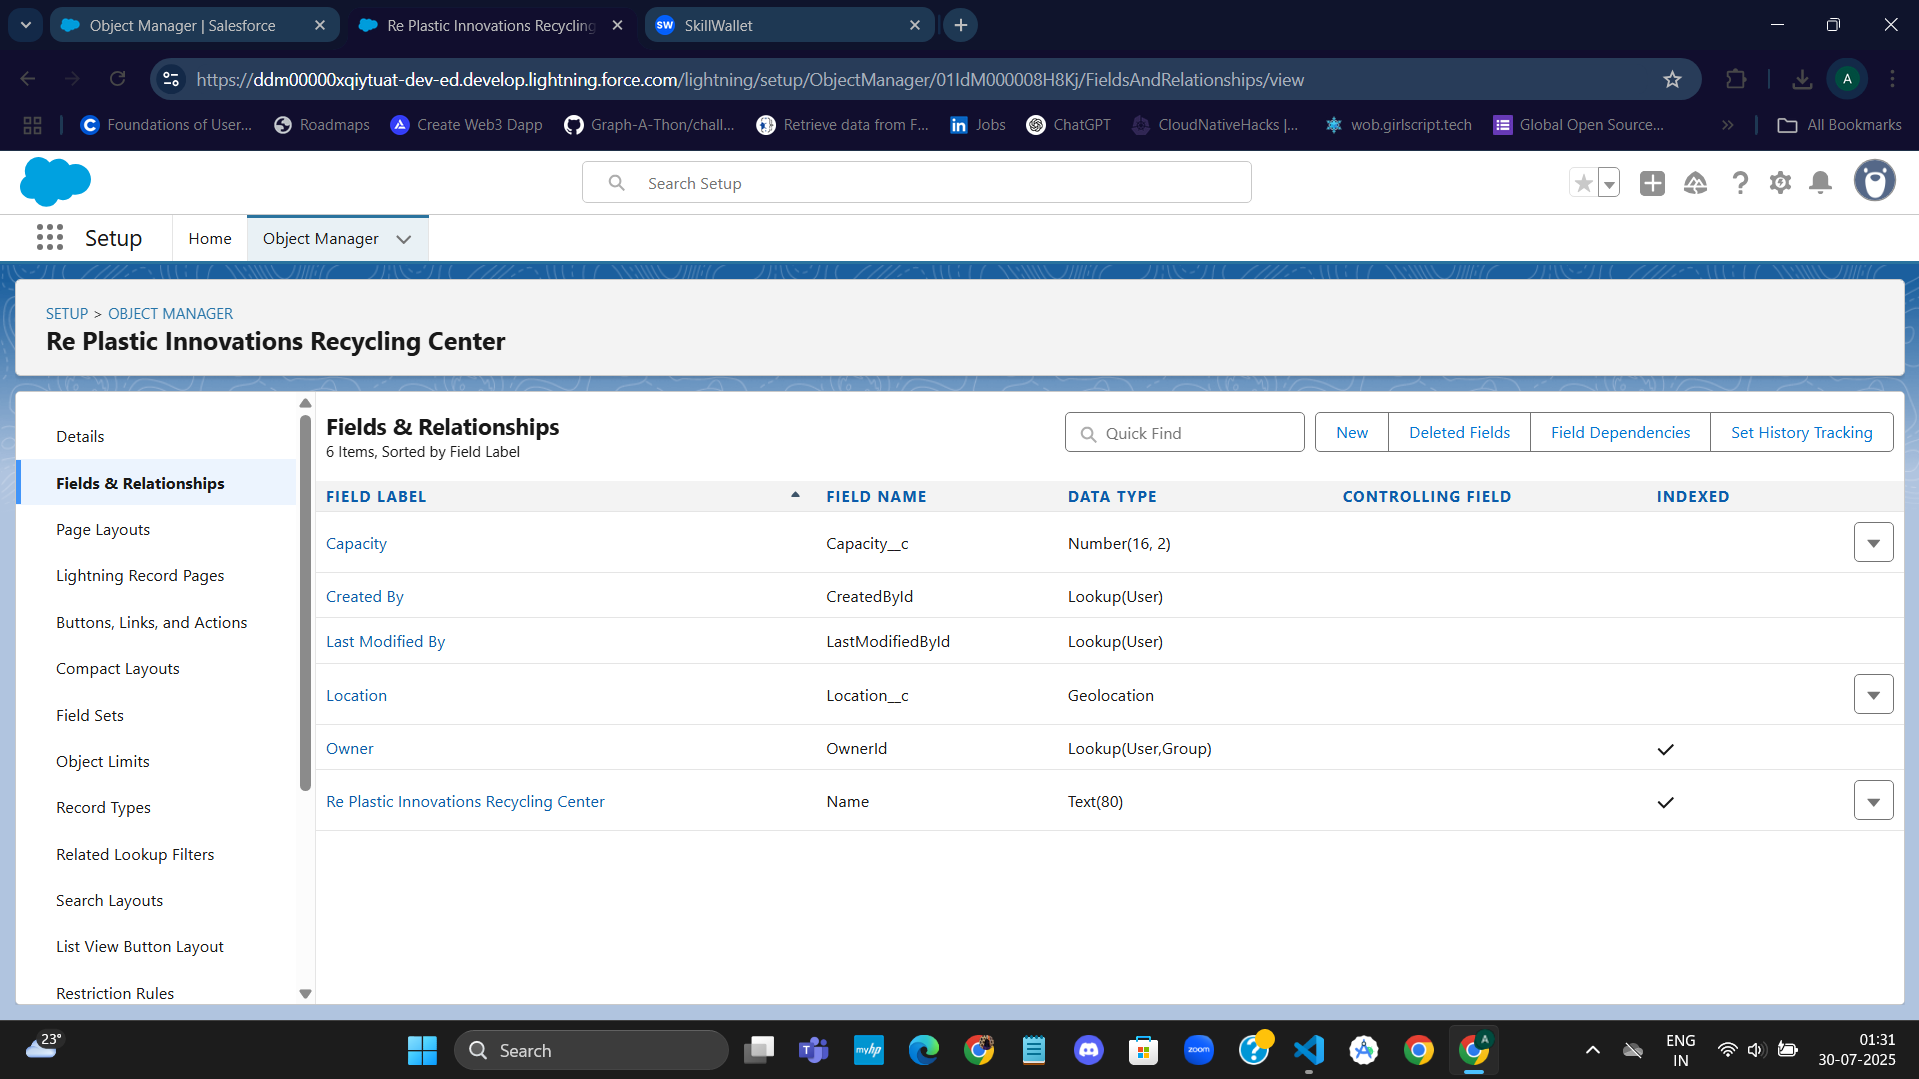 Object Manager | Salesforce
Re Plastic Innovations Recycling
SW SkillWallet
https://ddm00000xqiytuat-dev-ed.develop.lightning.force.com/lightning/setup/ObjectManager/01IdM000008H8Kj/FieldsAndRelationships/view
A
Foundations of User...
Roadmaps
Create Web3 Dapp
Graph-A-Thon/chall...
Retrieve data from F...
Jobs
ChatGPT
CloudNativeHacks |...
wob.girlscript.tech
Global Open Source...
All Bookmarks
Search Setup
Setup
Home
Object Manager
SETUP > OBJECT MANAGER
Re Plastic Innovations Recycling Center
Details
Fields & Relationships
Page Layouts
Lightning Record Pages
Buttons, Links, and Actions
Compact Layouts
Field Sets
Object Limits
Record Types
Related Lookup Filters
Search Layouts
List View Button Layout
Restriction Rules
Fields & Relationships
6 Items, Sorted by Field Label
Quick Find
New
Deleted Fields
Field Dependencies
Set History Tracking
FIELD LABEL FIELD NAME DATA TYPE CONTROLLING FIELD INDEXED
Capacity Capacity__c Number(16, 2)
Created By CreatedById Lookup(User)
Last Modified By LastModifiedById Lookup(User)
Location Location__c Geolocation
Owner OwnerId Lookup(User,Group)
Re Plastic Innovations Recycling Center Name Text(80)
23°
Search
myhp
zoom
A
ENG
IN
01:31
30-07-2025